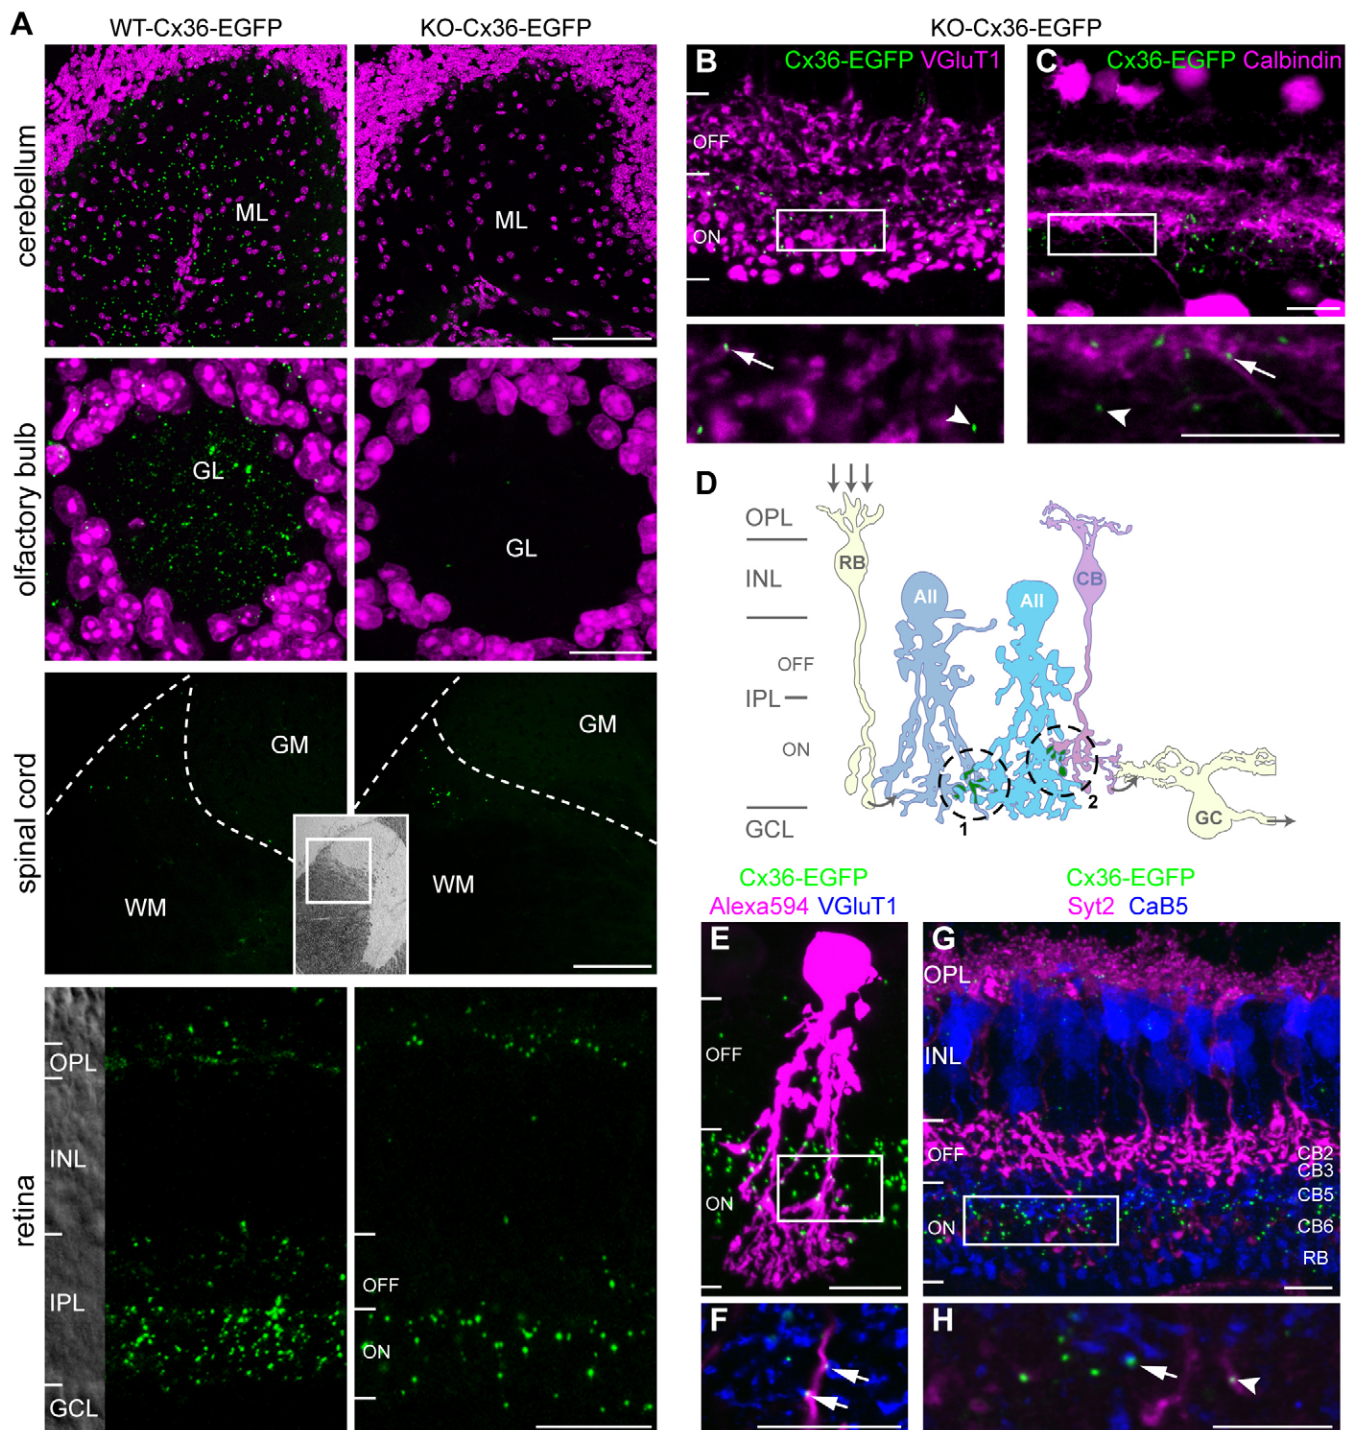 A
WT-Cx36-EGFP
KO-Cx36-EGFP
cerebellum
ML
ML
olfactory bulb
GL
GL
spinal cord
GM
GM
WM
WM
retina
OPL
INL
IPL
GCL
OFF
ON
KO-Cx36-EGFP
B
Cx36-EGFP VGluT1
OFF
ON
C
Cx36-EGFP Calbindin
D
OPL
INL
OFF
IPL
ON
GCL
RB
AII
AII
CB
GC
1
2
Cx36-EGFP
Alexa594 VGluT1
E
OFF
ON
F
Cx36-EGFP
Syt2 CaB5
G
OPL
INL
OFF
ON
CB2
CB3
CB5
CB6
RB
H